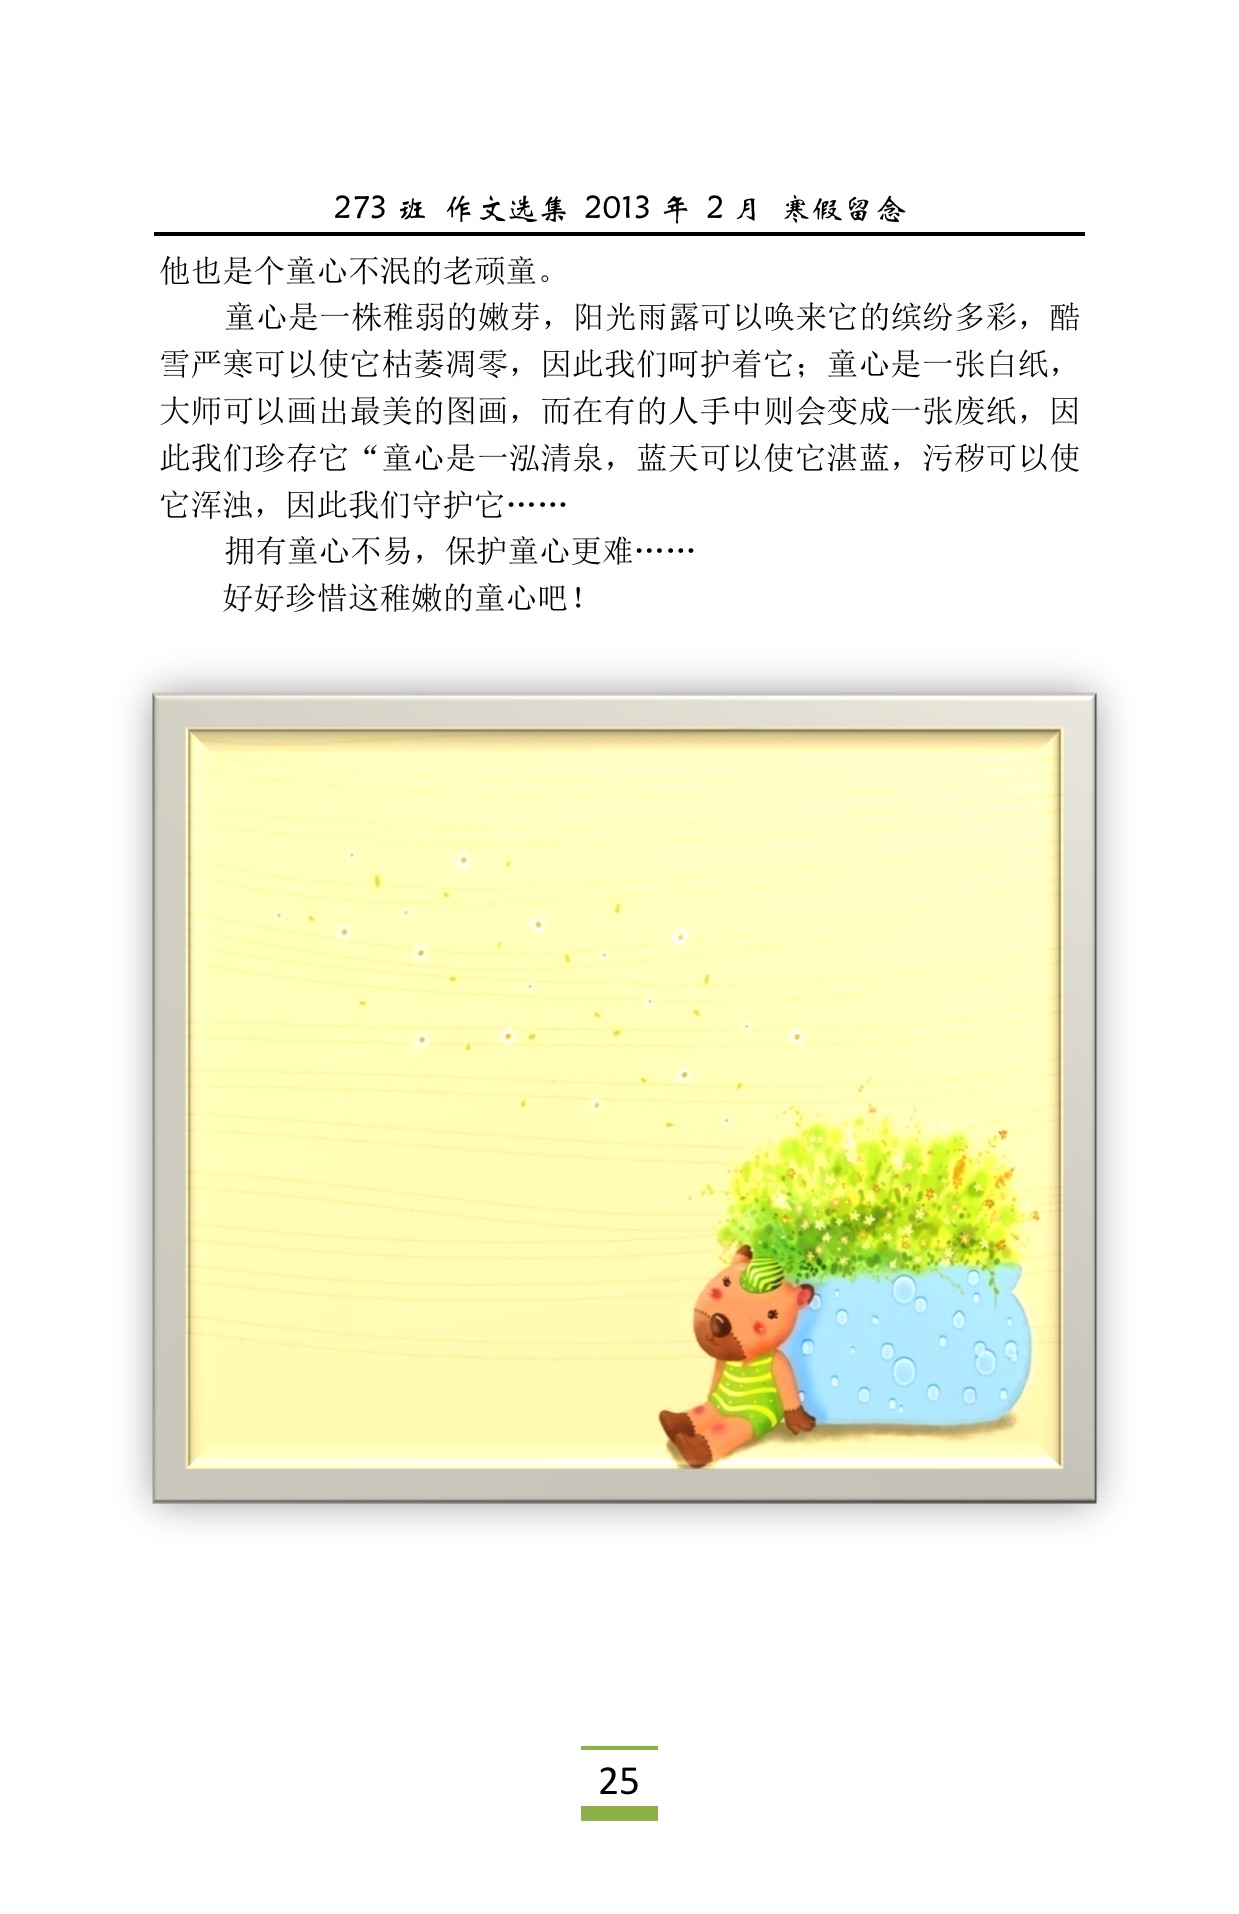 273 班 作文选集 2013 年 2 月 寒假留念
他也是个童心不泯的老顽童。
童心是一株稚弱的嫩芽，阳光雨露可以唤来它的缤纷多彩，酷
雪严寒可以使它枯萎凋零，因此我们呵护着它；童心是一张白纸，
大师可以画出最美的图画，而在有的人手中则会变成一张废纸，因
此我们珍存它“童心是一泓清泉，蓝天可以使它湛蓝，污秽可以使
它浑浊，因此我们守护它……
拥有童心不易，保护童心更难……
好好珍惜这稚嫩的童心吧！
25